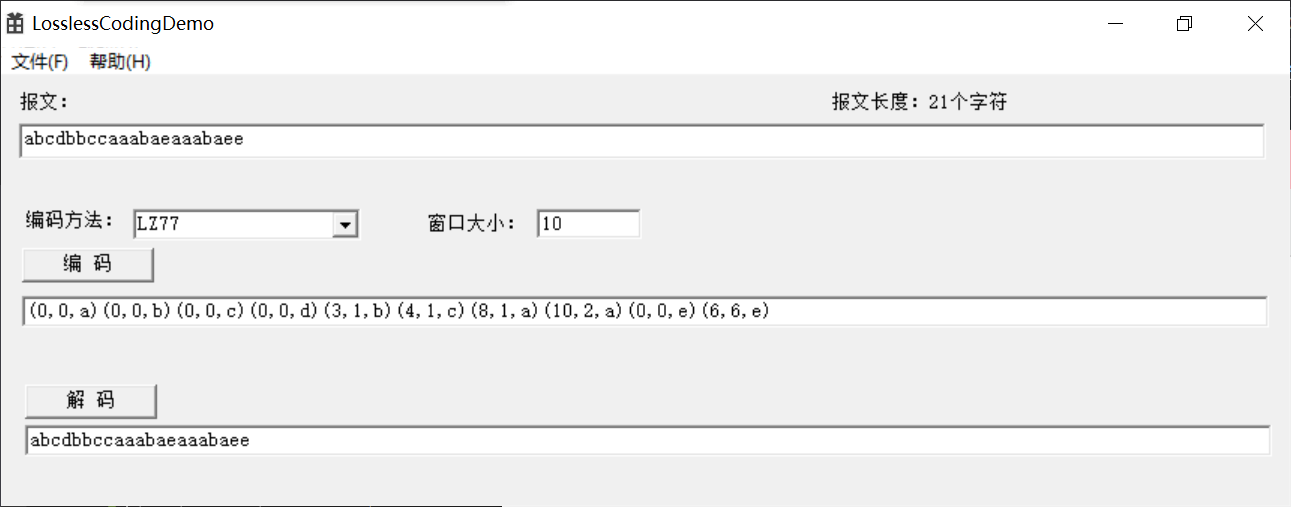 LosslessCodingDemo
文件(F) 帮助(H)
报文: 报文长度: 21个字符
abcdbbccaaabaeaaabaee
编码方法: LZ77 窗口大小: 10
编 码
(0,0,a)(0,0,b)(0,0,c)(0,0,d)(3,1,b)(4,1,c)(8,1,a)(10,2,a)(0,0,e)(6,6,e)
解 码
abcdbbccaaabaeaaabaee